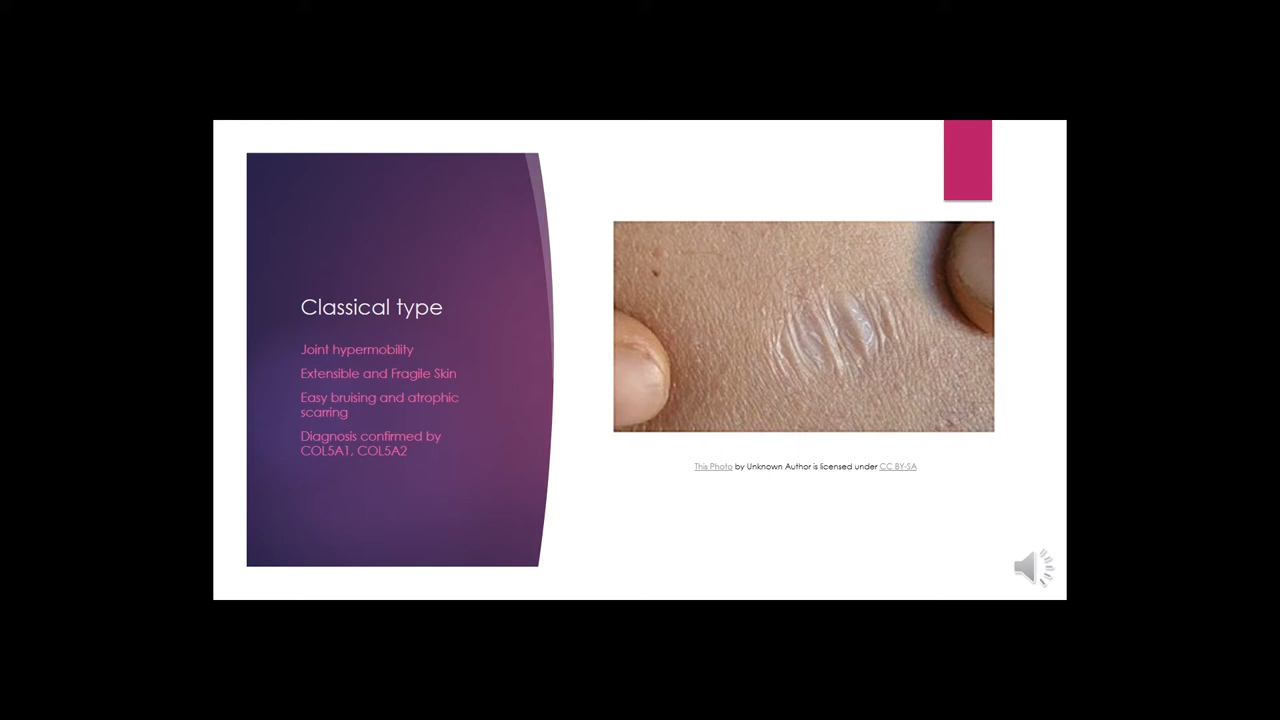 Classical type
Joint hypermobility
Extensible and Fragile Skin
Easy bruising and atrophic
scarring
Diagnosis confirmed by
COL5A1, COL5A2
This Photo by Unknown Author is licensed under CC BY-SA